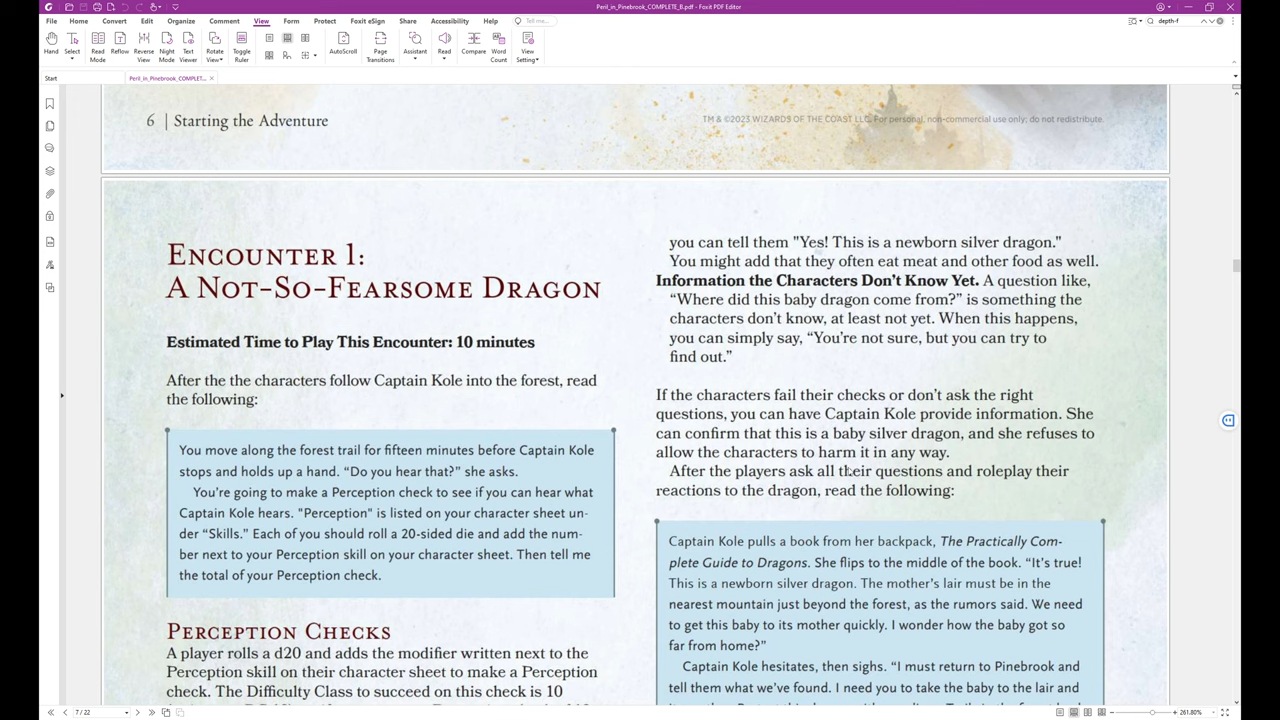 Peril_in_Pinebrook_COMPLETE_B.pdf - Foxit PDF Editor
File Home Convert Edit Organize Comment View Form Protect Foxit eSign Share Accessibility Help Tell me...
depth-f
Hand Select Read Mode Reflow Reverse View Night Mode Text Viewer Rotate View Toggle Ruler AutoScroll Page Transitions Assistant Read Compare Word Count View Setting
Start Peril_in_Pinebrook_COMPLET...
6 | Starting the Adventure
TM & ©2023 WIZARDS OF THE COAST LLC. For personal, non-commercial use only; do not redistribute.
Encounter 1:
A Not-So-Fearsome Dragon
Estimated Time to Play This Encounter: 10 minutes
After the the characters follow Captain Kole into the forest, read
the following:
You move along the forest trail for fifteen minutes before Captain Kole
stops and holds up a hand. “Do you hear that?” she asks.
You’re going to make a Perception check to see if you can hear what
Captain Kole hears. "Perception" is listed on your character sheet un-
der “Skills.” Each of you should roll a 20-sided die and add the num-
ber next to your Perception skill on your character sheet. Then tell me
the total of your Perception check.
Perception Checks
A player rolls a d20 and adds the modifier written next to the
Perception skill on their character sheet to make a Perception
check. The Difficulty Class to succeed on this check is 10
you can tell them "Yes! This is a newborn silver dragon."
You might add that they often eat meat and other food as well.
Information the Characters Don’t Know Yet. A question like,
“Where did this baby dragon come from?” is something the
characters don’t know, at least not yet. When this happens,
you can simply say, “You’re not sure, but you can try to
find out.”
If the characters fail their checks or don’t ask the right
questions, you can have Captain Kole provide information. She
can confirm that this is a baby silver dragon, and she refuses to
allow the characters to harm it in any way.
After the players ask all their questions and roleplay their
reactions to the dragon, read the following:
Captain Kole pulls a book from her backpack, The Practically Com-
plete Guide to Dragons. She flips to the middle of the book. “It’s true!
This is a newborn silver dragon. The mother’s lair must be in the
nearest mountain just beyond the forest, as the rumors said. We need
to get this baby to its mother quickly. I wonder how the baby got so
far from home?”
Captain Kole hesitates, then sighs. “I must return to Pinebrook and
tell them what we’ve found. I need you to take the baby to the lair and
7 / 22
261.80%